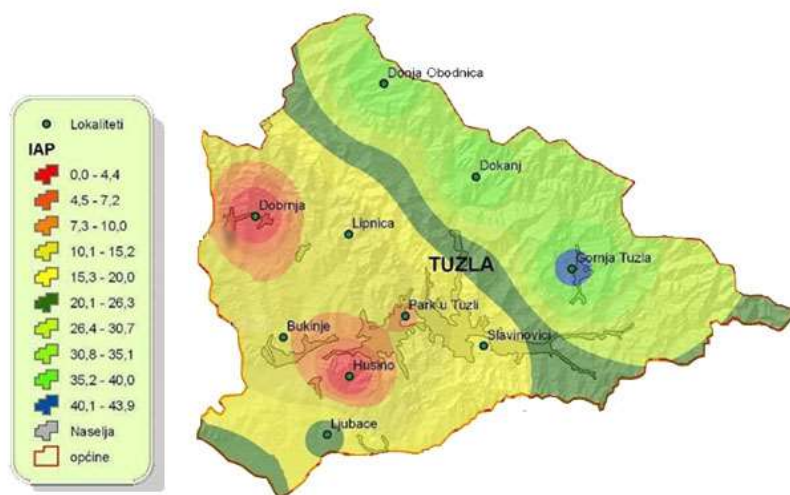 Lokaliteti
IAP
0,0 - 4,4
4,5 - 7,2
7,3 - 10,0
10,1 - 15,2
15,3 - 20,0
20,1 - 26,3
26,4 - 30,7
30,8 - 35,1
35,2 - 40,0
40,1 - 43,9
Naselja
općine
Donja Obodnica
Dokanj
Dobrnja
Lipnica
TUZLA
Gornja Tuzla
Park u Tuzli
Bukinje
Slavinovici
Husino
Ljubace